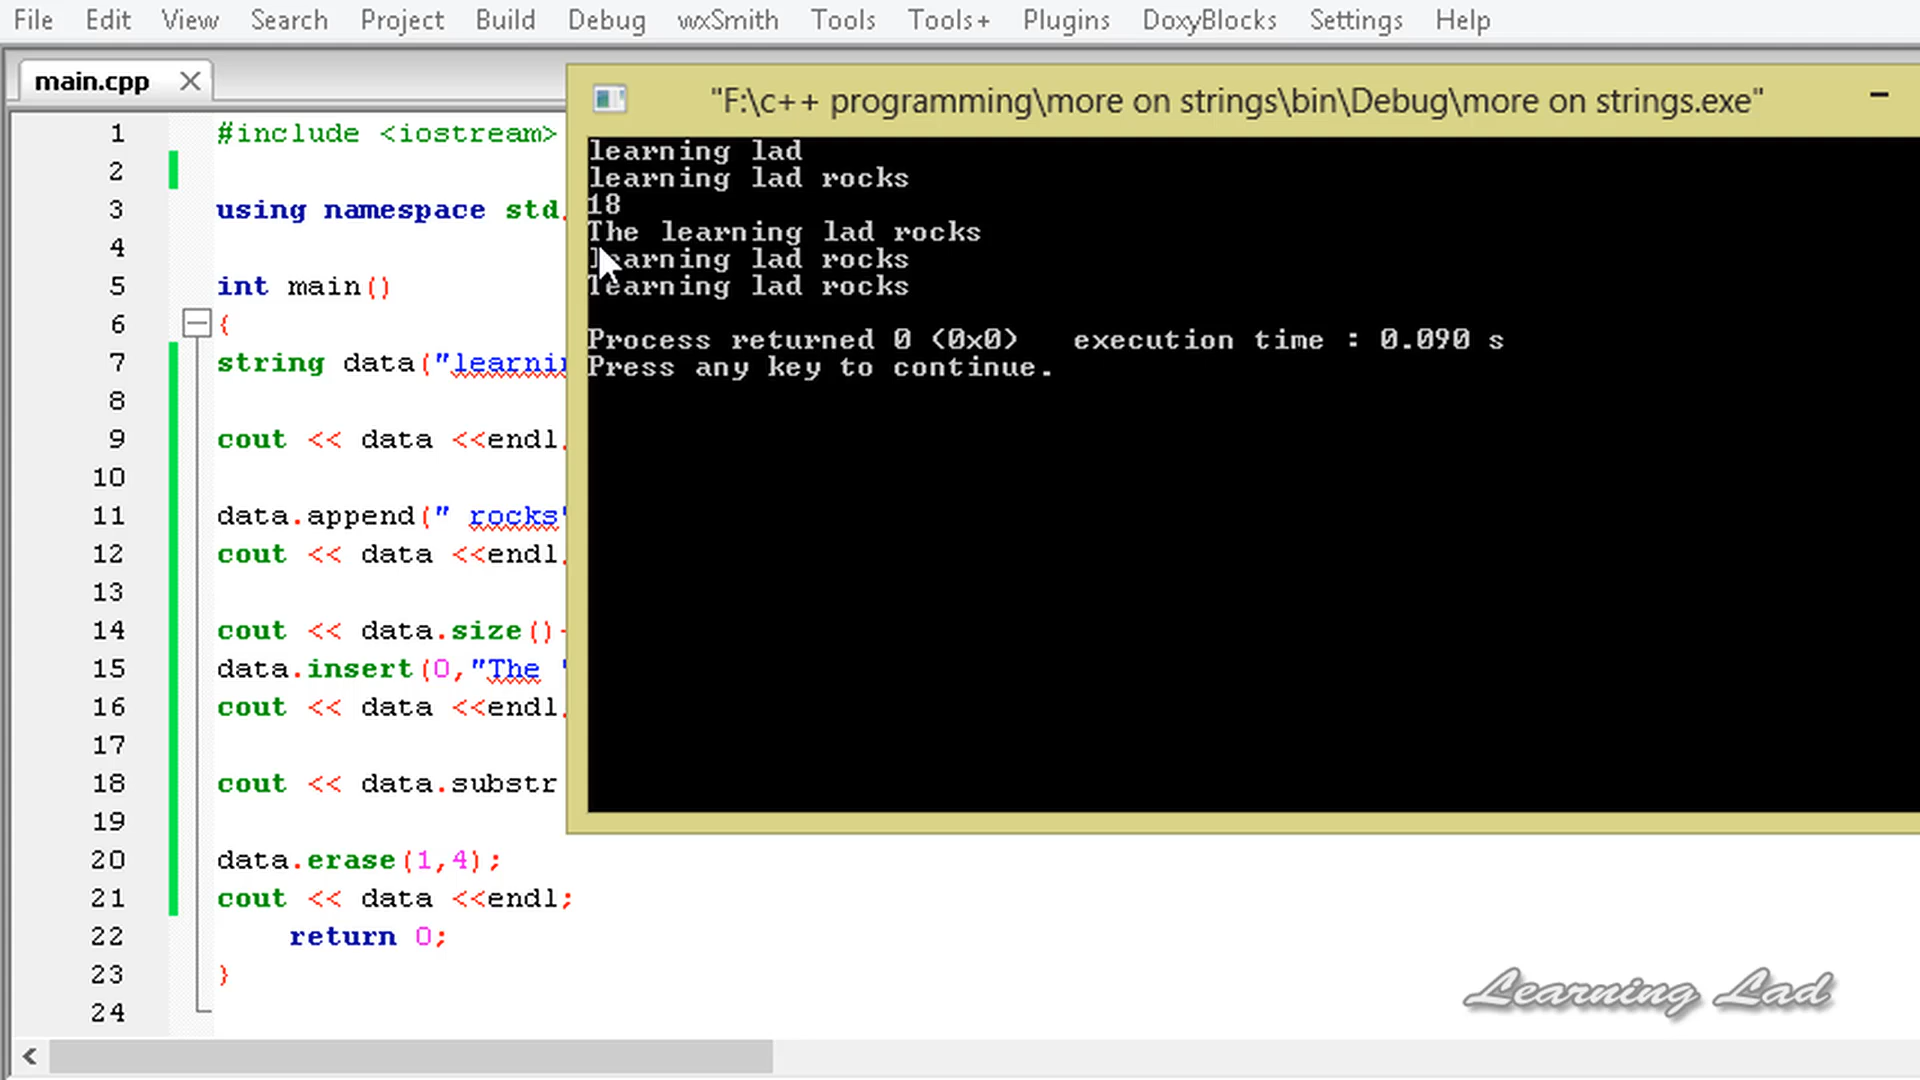 File Edit View Search Project Build Debug wxSmith Tools Tools+ Plugins DoxyBlocks Settings Help
main.cpp
"F:\c++ programming\more on strings\bin\Debug\more on strings.exe"
1 #include <iostream>
2
3 using namespace std
4
5 int main()
6 {
7 string data("learnin
8
9 cout << data <<endl
10
11 data.append(" rocks"
12 cout << data <<endl
13
14 cout << data.size()
15 data.insert(0,"The "
16 cout << data <<endl
17
18 cout << data.substr
19
20 data.erase(1,4);
21 cout << data <<endl;
22 return 0;
23 }
24
learning lad
learning lad rocks
18
The learning lad rocks
learning lad rocks
learning lad rocks
Process returned 0 (0x0) execution time : 0.090 s
Press any key to continue.
Learning Lad